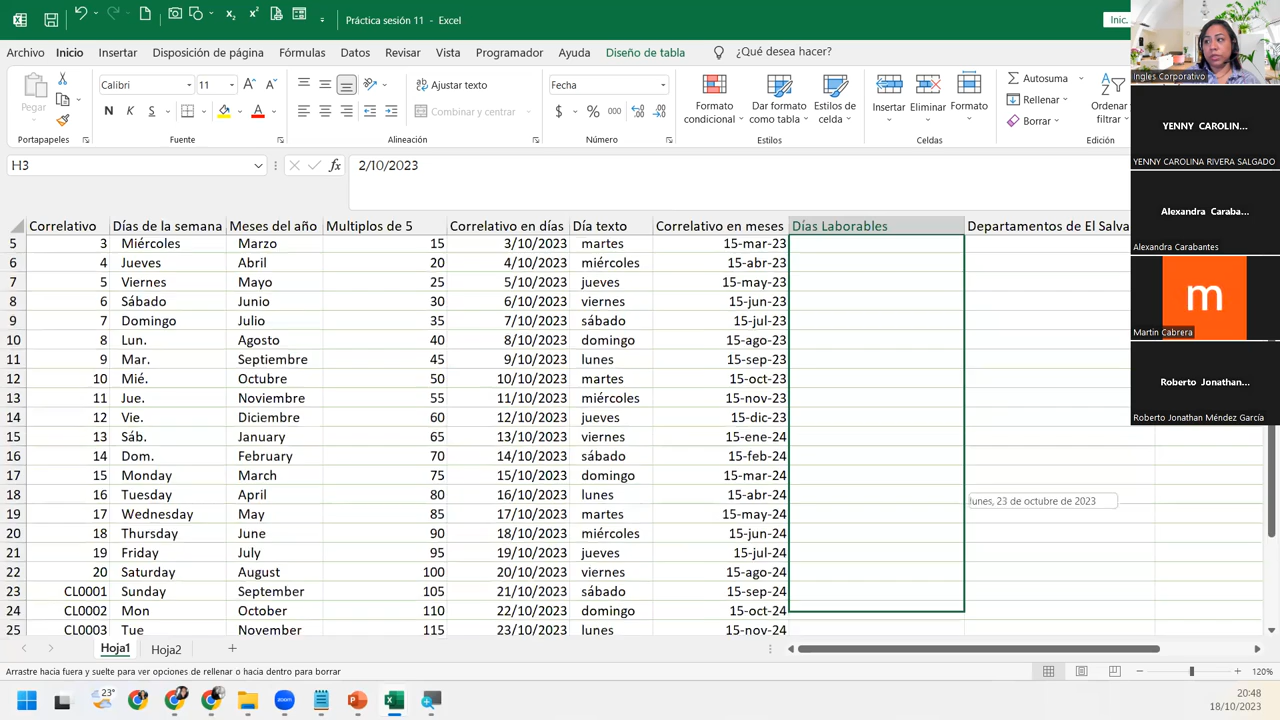 Práctica sesión 11 - Excel
Inic.
Archivo Inicio Insertar Disposición de página Fórmulas Datos Revisar Vista Programador Ayuda Diseño de tabla ¿Qué desea hacer?
Pegar
Calibri 11
N K S
Ajustar texto
Combinar y centrar
Fecha
$ % 000
Formato condicional
Dar formato como tabla
Estilos de celda
Insertar
Eliminar
Formato
Autosuma
Rellenar
Borrar
Ordenar filtrar
Portapapeles Fuente Alineación Número Estilos Celdas Edición
H3 fx 2/10/2023
Correlativo Días de la semana Meses del año Multiplos de 5 Correlativo en días Día texto Correlativo en meses Días Laborables Departamentos de El Salva
5 3 Miércoles Marzo 15 3/10/2023 martes 15-mar-23
6 4 Jueves Abril 20 4/10/2023 miércoles 15-abr-23
7 5 Viernes Mayo 25 5/10/2023 jueves 15-may-23
8 6 Sábado Junio 30 6/10/2023 viernes 15-jun-23
9 7 Domingo Julio 35 7/10/2023 sábado 15-jul-23
10 8 Lun. Agosto 40 8/10/2023 domingo 15-ago-23
11 9 Mar. Septiembre 45 9/10/2023 lunes 15-sep-23
12 10 Mié. Octubre 50 10/10/2023 martes 15-oct-23
13 11 Jue. Noviembre 55 11/10/2023 miércoles 15-nov-23
14 12 Vie. Diciembre 60 12/10/2023 jueves 15-dic-23
15 13 Sáb. January 65 13/10/2023 viernes 15-ene-24
16 14 Dom. February 70 14/10/2023 sábado 15-feb-24
17 15 Monday March 75 15/10/2023 domingo 15-mar-24
18 16 Tuesday April 80 16/10/2023 lunes 15-abr-24
lunes, 23 de octubre de 2023
19 17 Wednesday May 85 17/10/2023 martes 15-may-24
20 18 Thursday June 90 18/10/2023 miércoles 15-jun-24
21 19 Friday July 95 19/10/2023 jueves 15-jul-24
22 20 Saturday August 100 20/10/2023 viernes 15-ago-24
23 CL0001 Sunday September 105 21/10/2023 sábado 15-sep-24
24 CL0002 Mon October 110 22/10/2023 domingo 15-oct-24
25 CL0003 Tue November 115 23/10/2023 lunes 15-nov-24
Hoja1 Hoja2
Arrastre hacia fuera y suelte para ver opciones de rellenar o hacia dentro para borrar
120%
23°
zoom
20:48
18/10/2023
Ingles Corporativo
YENNY CAROLIN...
YENNY CAROLINA RIVERA SALGADO
Alexandra Caraba...
Alexandra Carabantes
m
Martin Cabrera
Roberto Jonathan...
Roberto Jonathan Méndez García